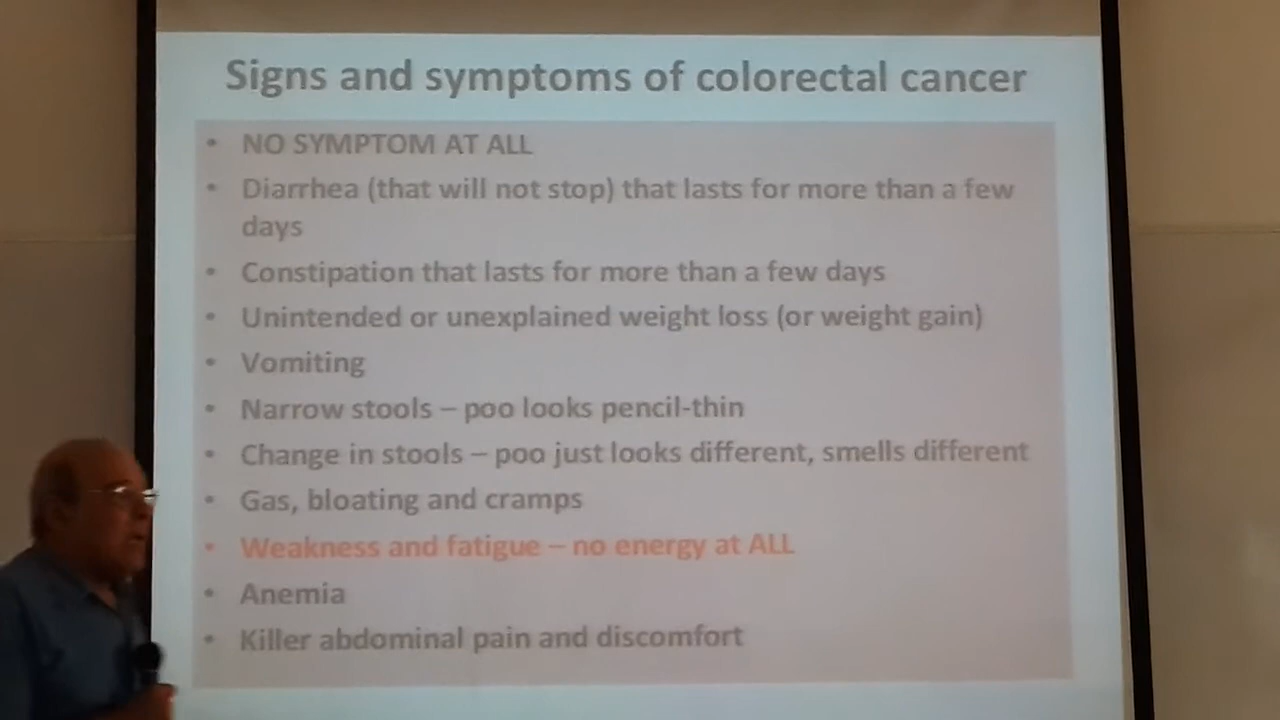 Signs and symptoms of colorectal cancer
• NO SYMPTOM AT ALL
• Diarrhea (that will not stop) that lasts for more than a few
days
• Constipation that lasts for more than a few days
• Unintended or unexplained weight loss (or weight gain)
• Vomiting
• Narrow stools – poo looks pencil-thin
• Change in stools – poo just looks different, smells different
• Gas, bloating and cramps
• Weakness and fatigue – no energy at ALL
• Anemia
• Killer abdominal pain and discomfort